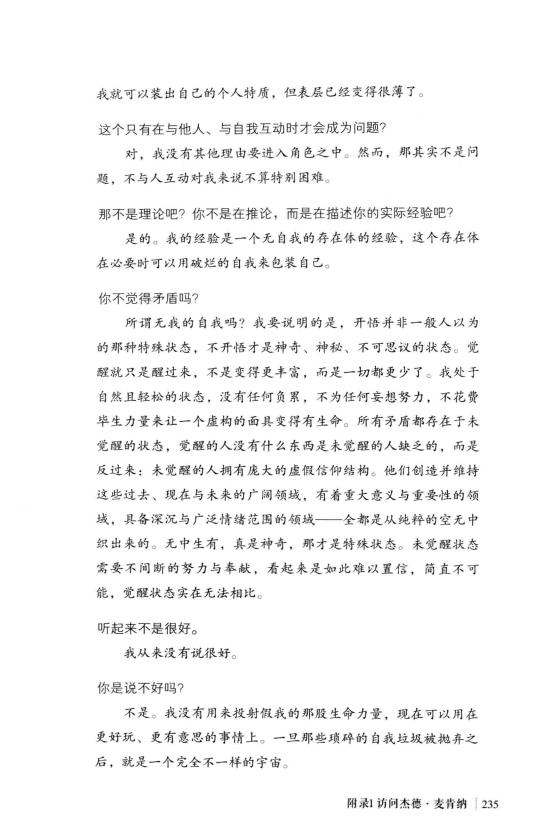 我就可以装出自己的个人特质，但表层已经变得很薄了。
这个只有在与他人、与自我互动时才会成为问题？
对，我没有其他理由要进入角色之中。然而，那其实不是问
题，不与人互动对我来说不算特别困难。
那不是理论吧？你不是在推论，而是在描述你的实际经验吧？
是的。我的经验是一个无自我的存在体的经验，这个存在体
在必要时可以用破烂的自我来包装自己。
你不觉得矛盾吗？
所谓无我的自我吗？我要说明的是，开悟并非一般人以为
的那种特殊状态，不开悟才是神奇、神秘、不可思议的状态。觉
醒就只是醒过来，不是变得更丰富，而是一切都更少了。我处于
自然且轻松的状态，没有任何负累，不为任何妄想努力，不花费
毕生力量来让一个虚构的面具变得有生命。所有矛盾都存在于未
觉醒的状态，觉醒的人没有什么东西是未觉醒的人缺乏的，而是
反过来：未觉醒的人拥有庞大的虚假信仰结构。他们创造并维持
这些过去、现在与未来的广阔领域，有着重大意义与重要性的领
域，具备深沉与广泛情绪范围的领域——全都是从纯粹的空无中
织出来的。无中生有，真是神奇，那才是特殊状态。未觉醒状态
需要不间断的努力与奉献，看起来是如此难以置信，简直不可
能，觉醒状态实在无法相比。
听起来不是很好。
我从来没有说很好。
你是说不好吗？
不是。我没有用来投射假我的那股生命力量，现在可以用在
更好玩、更有意思的事情上。一旦那些琐碎的自我垃圾被抛弃之
后，就是一个完全不一样的宇宙。
附录1 访问杰德·麦肯纳 | 235